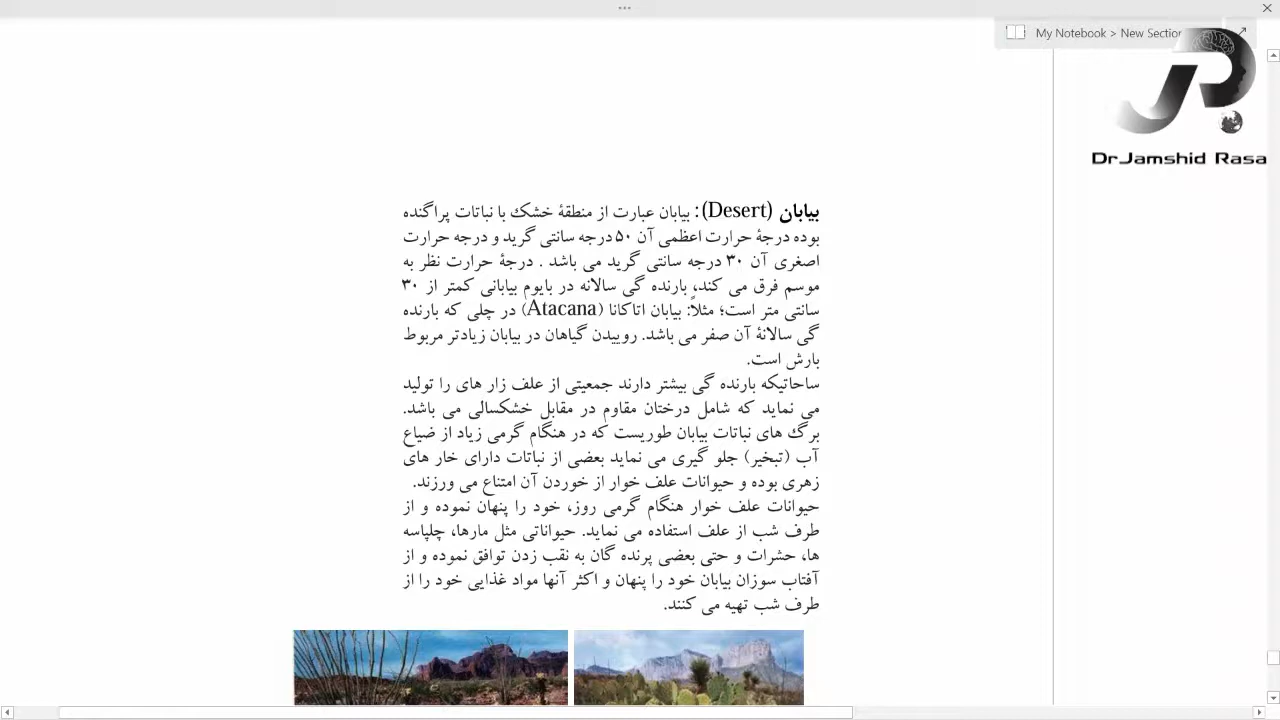 My Notebook > New Section
DrJamshid Rasa
بیابان (Desert): بیابان عبارت از منطقهٔ خشک با نباتات پراگنده
بوده درجهٔ حرارت اعظمی آن ۵۰ درجه سانتی گرید و درجه حرارت
اصغری آن ۳۰ درجه سانتی گرید می باشد . درجهٔ حرارت نظر به
موسم فرق می کند، بارنده گی سالانه در بایوم بیابانی کمتر از ۳۰
سانتی متر است؛ مثلاً: بیابان اتاکانا (Atacana) در چلی که بارنده
گی سالانهٔ آن صفر می باشد. روییدن گیاهان در بیابان زیادتر مربوط
بارش است.
ساحاتیکه بارنده گی بیشتر دارند جمعیتی از علف زار های را تولید
می نماید که شامل درختان مقاوم در مقابل خشکسالی می باشد.
برگ های نباتات بیابان طوریست که در هنگام گرمی زیاد از ضیاع
آب (تبخیر) جلو گیری می نماید بعضی از نباتات دارای خار های
زهری بوده و حیوانات علف خوار از خوردن آن امتناع می ورزند.
حیوانات علف خوار هنگام گرمی روز، خود را پنهان نموده و از
طرف شب از علف استفاده می نماید. حیواناتی مثل مارها، چلپاسه
ها، حشرات و حتی بعضی پرنده گان به نقب زدن توافق نموده و از
آفتاب سوزان بیابان خود را پنهان و اکثر آنها مواد غذایی خود را از
طرف شب تهیه می کنند.